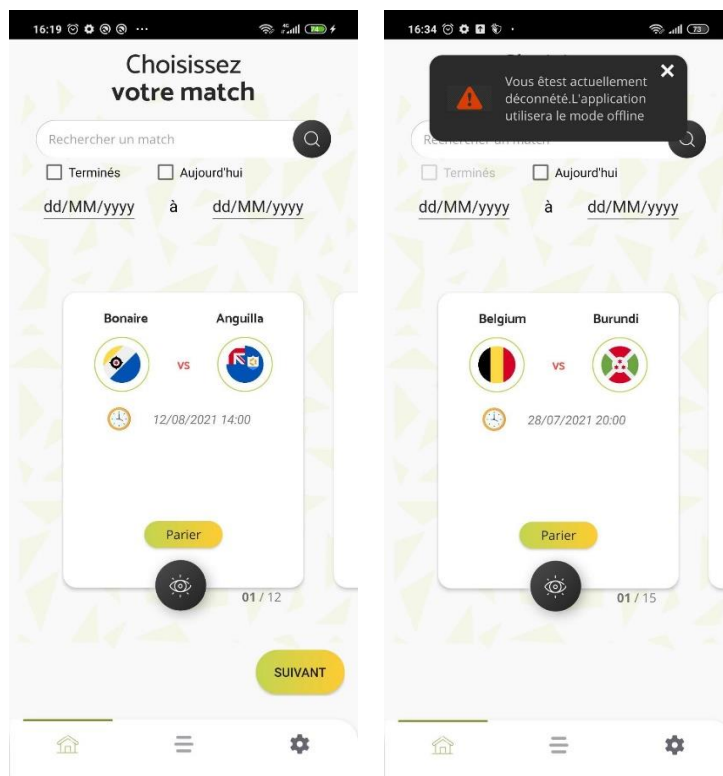 16:19
74
Choisissez
votre match
Rechercher un match
Terminés
Aujourd'hui
dd/MM/yyyy à dd/MM/yyyy
Bonaire Anguilla
vs
12/08/2021 14:00
Parier
01 / 12
SUIVANT
16:34
73
Vous êtest actuellement
déconnété.L'application
utilisera le mode offline
Terminés
Aujourd'hui
dd/MM/yyyy à dd/MM/yyyy
Belgium Burundi
vs
28/07/2021 20:00
Parier
01 / 15